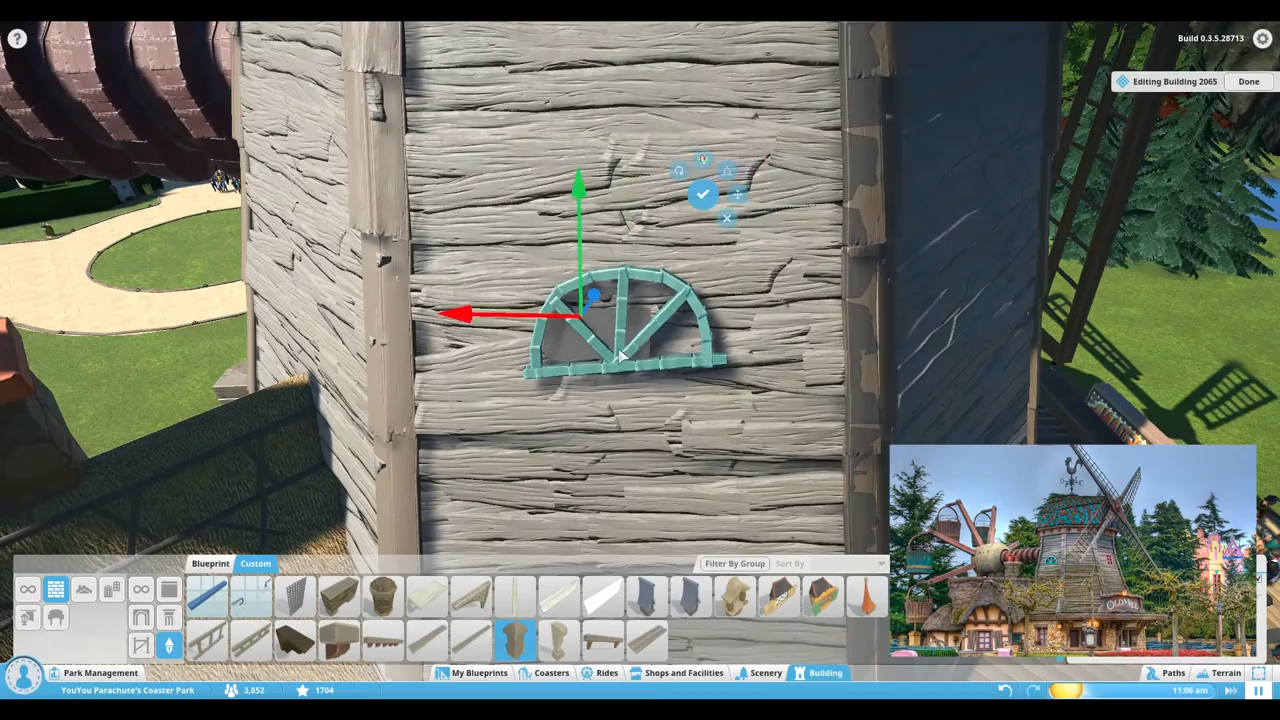 ?
Build 0.3.5.28713
Editing Building 2065
Done
Blueprint
Custom
Filter By Group
Sort By
OLD MILL
Park Management
My Blueprints
Coasters
Rides
Shops and Facilities
Scenery
Building
Paths
Terrain
YouYou Parachute's Coaster Park
3,852
1704
11:06 am